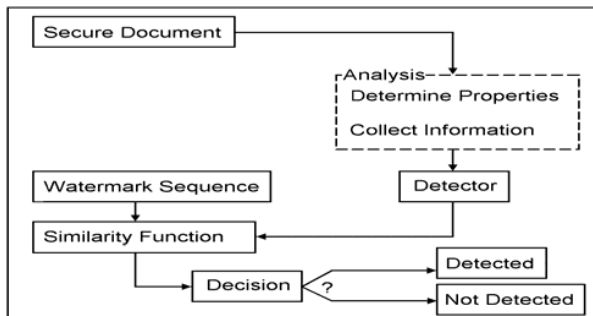 Secure Document
Analysis
Determine Properties
Collect Information
Watermark Sequence
Detector
Similarity Function
Decision
?
Detected
Not Detected